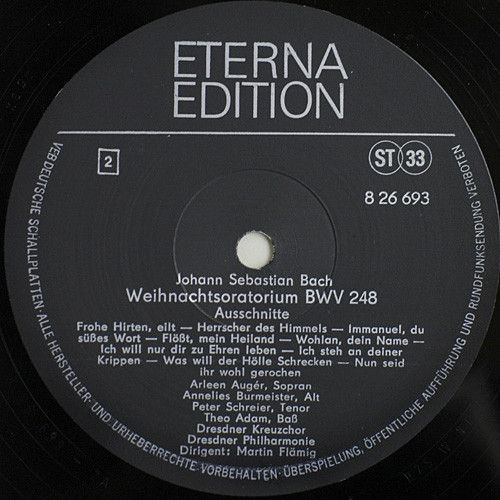 ETERNA
EDITION
2
ST 33
8 26 693
Johann Sebastian Bach
Weihnachtsoratorium BWV 248
Ausschnitte
Frohe Hirten, eilt — Herrscher des Himmels — Immanuel, du
süßes Wort — Flößt, mein Heiland — Wohlan, dein Name —
Ich will nur dir zu Ehren leben — Ich steh an deiner
Krippen — Was will der Hölle Schrecken — Nun seid
ihr wohl gerochen
Arleen Augér, Sopran
Annelies Burmeister, Alt
Peter Schreier, Tenor
Theo Adam, Baß
Dresdner Kreuzchor
Dresdner Philharmonie
Dirigent: Martin Flämig
VEB DEUTSCHE SCHALLPLATTEN · ALLE HERSTELLER- UND URHEBERRECHTE VORBEHALTEN · ÜBERSPIELUNG, ÖFFENTLICHE AUFFÜHRUNG UND RUNDFUNKSENDUNG VERBOTEN